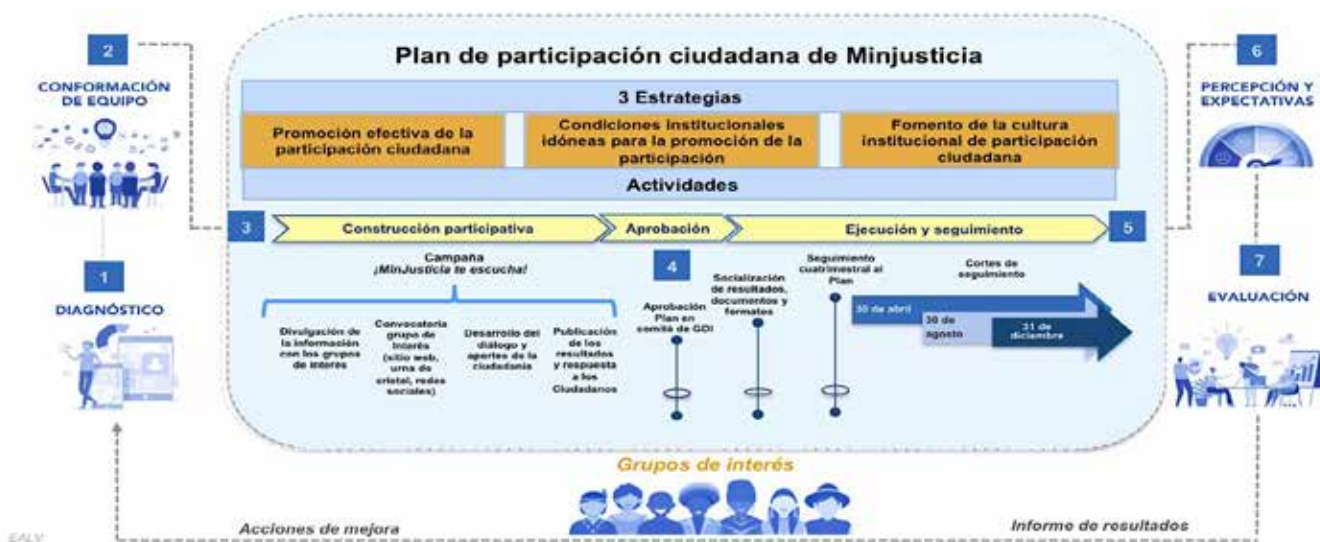 2
CONFORMACIÓN
DE EQUIPO
1
DIAGNÓSTICO
Plan de participación ciudadana de Minjusticia
3 Estrategias
Promoción efectiva de la
participación ciudadana
Condiciones institucionales
idóneas para la promoción de la
participación
Fomento de la cultura
institucional de participación
ciudadana
Actividades
3
Construcción participativa
Aprobación
Ejecución y seguimiento
5
Campaña
¡MinJusticia te escucha!
Divulgación de
la información
con los grupos
de interés
Convocatoria
grupo de
Interés
(sitio web,
urna de
cristal, redes
sociales)
Desarrollo del
diálogo y
aportes de la
ciudadanía
Publicación
de los
resultados
y respuesta
a los
Ciudadanos
4
Aprobación
Plan en
comité de GDI
Socialización
de resultados,
documentos y
formatos
Seguimiento
cuatrimestral al
Plan
Cortes de
seguimiento
30 de abril
30 de
agosto
31 de
diciembre
6
PERCEPCIÓN Y
EXPECTATIVAS
7
EVALUACIÓN
Grupos de interés
Acciones de mejora
Informe de resultados
EALV